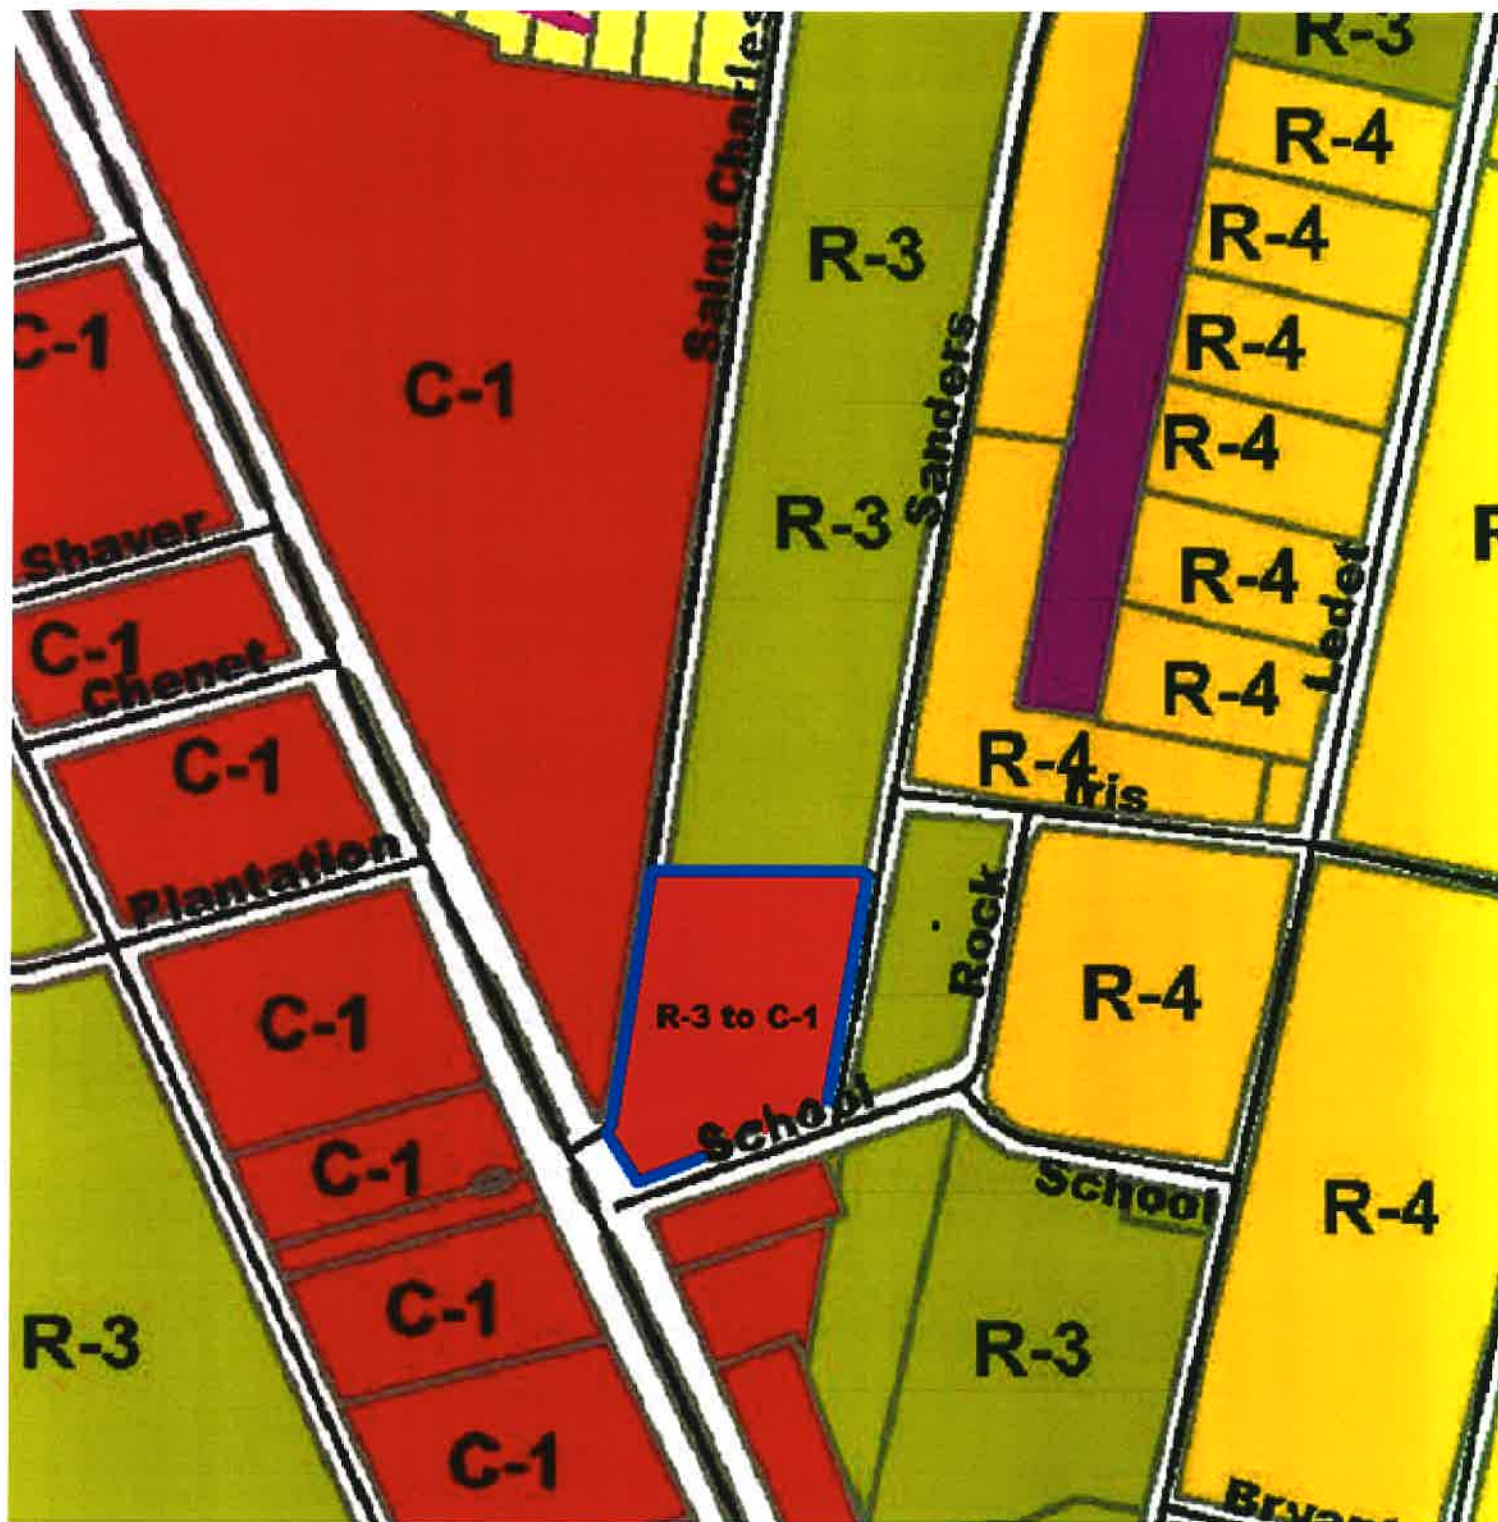 Saint Charles
R-3
R-4
R-4
R-3
R-4
C-1
C-1
Sanders
R-4
R-3
Shaver
R-4
Ledet
C-1
Chenet
R-4
C-1
R-4
Iris
Plantation
Rock
R-4
C-1
R-3 to C-1
School
C-1
School
R-4
C-1
R-3
R-3
C-1
Bryant